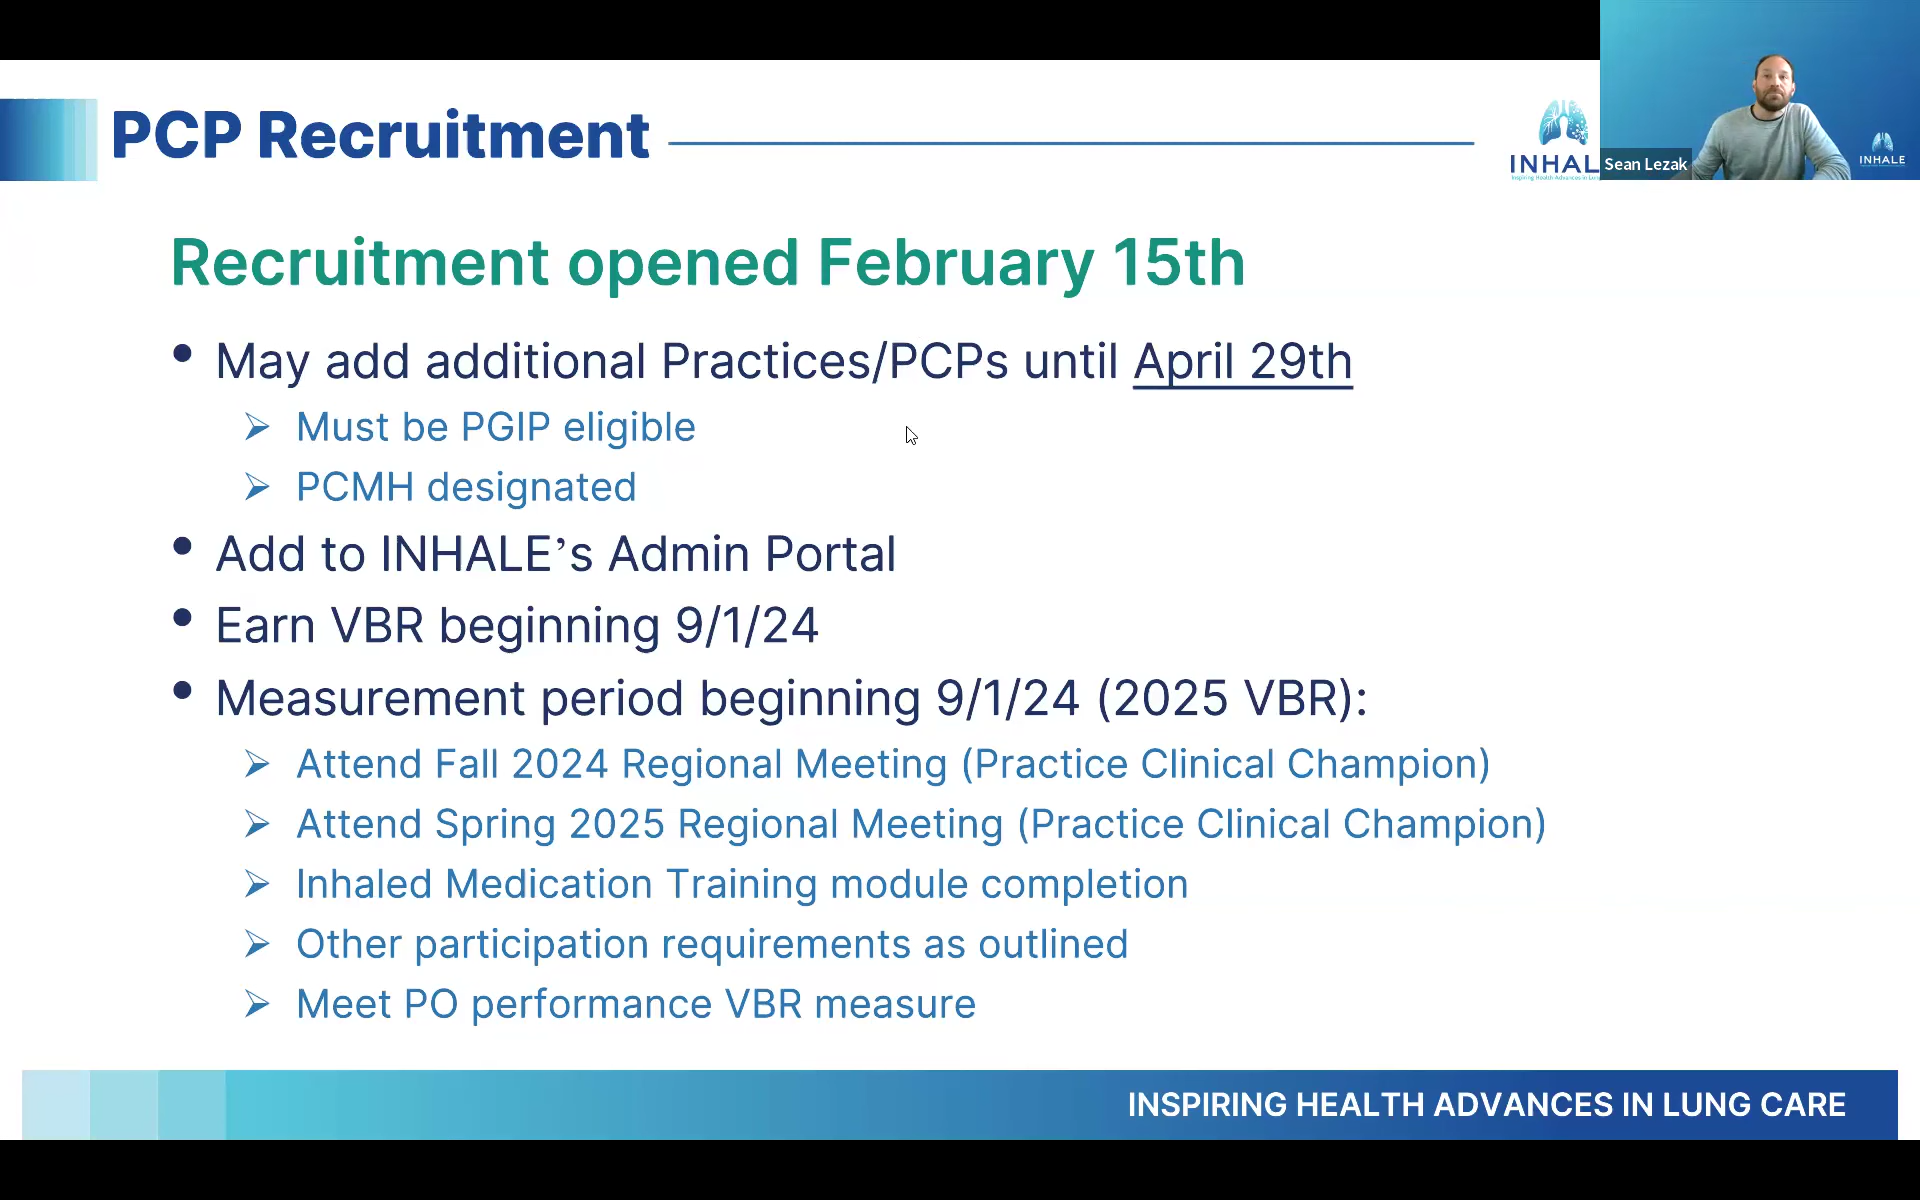 PCP Recruitment
INHAL
Sean Lezak
INHALE
Recruitment opened February 15th
• May add additional Practices/PCPs until April 29th
➢ Must be PGIP eligible
➢ PCMH designated
• Add to INHALE’s Admin Portal
• Earn VBR beginning 9/1/24
• Measurement period beginning 9/1/24 (2025 VBR):
➢ Attend Fall 2024 Regional Meeting (Practice Clinical Champion)
➢ Attend Spring 2025 Regional Meeting (Practice Clinical Champion)
➢ Inhaled Medication Training module completion
➢ Other participation requirements as outlined
➢ Meet PO performance VBR measure
INSPIRING HEALTH ADVANCES IN LUNG CARE